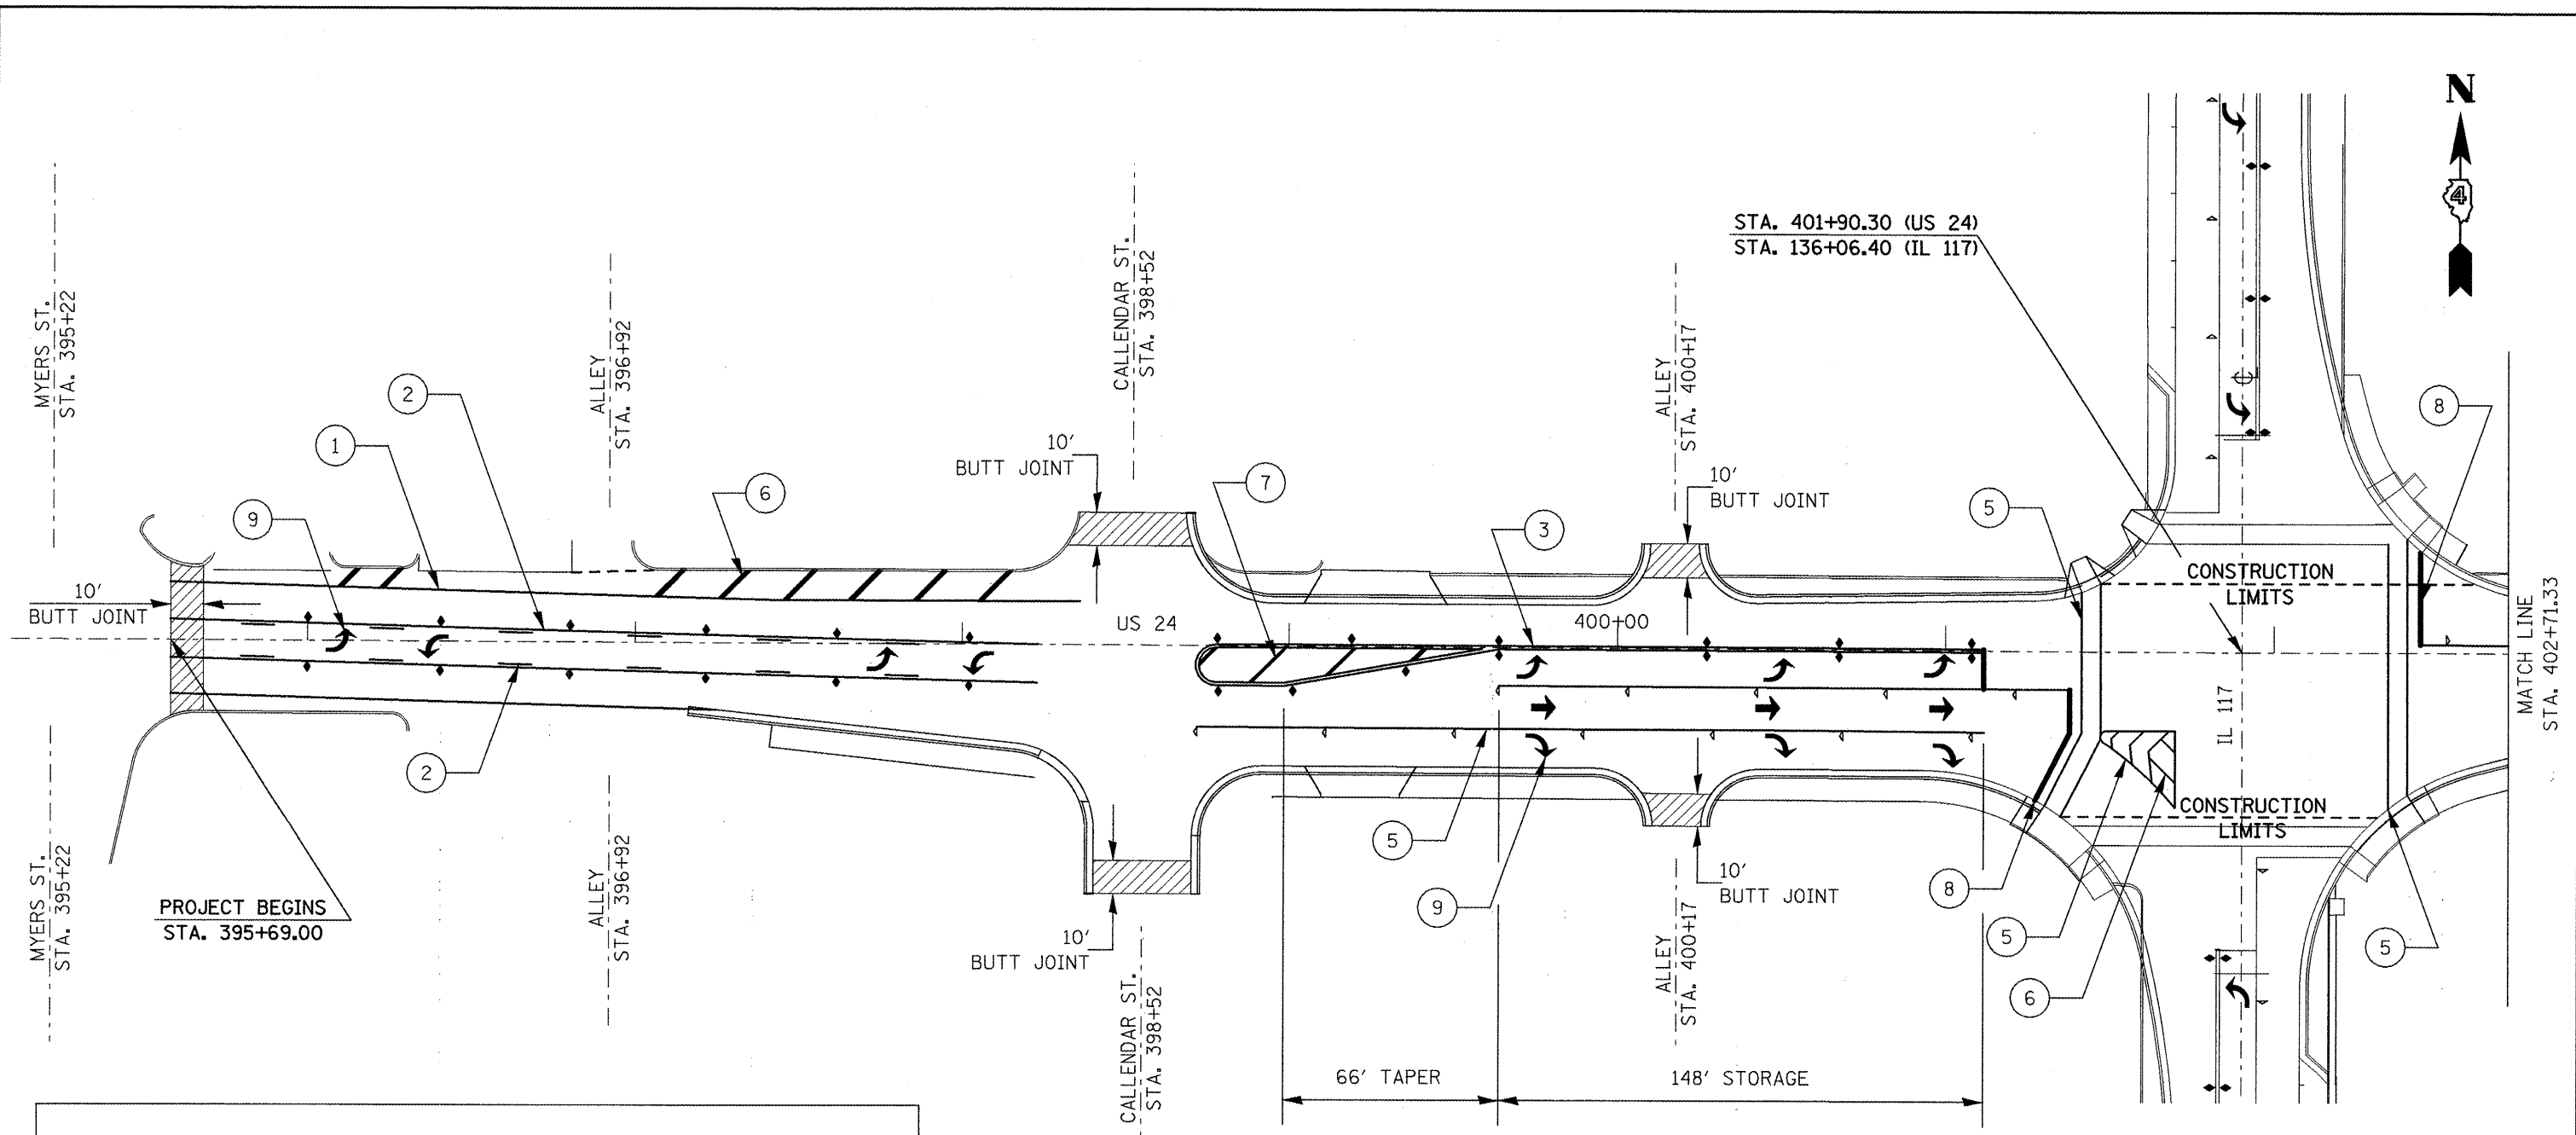 N
4
STA. 401+90.30 (US 24)
STA. 136+06.40 (IL 117)
MYERS ST.
STA. 395+22
ALLEY
STA. 396+92
CALLENDAR ST.
STA. 398+52
ALLEY
STA. 400+17
2
1
9
6
10'
BUTT JOINT
7
3
10'
BUTT JOINT
5
8
10'
BUTT JOINT
US 24
400+00
CONSTRUCTION
LIMITS
MATCH LINE
STA. 402+71.33
IL 117
2
5
9
10'
BUTT JOINT
8
5
6
5
CONSTRUCTION
LIMITS
PROJECT BEGINS
STA. 395+69.00
MYERS ST.
STA. 395+22
ALLEY
STA. 396+92
10'
BUTT JOINT
CALLENDAR ST.
STA. 398+52
ALLEY
STA. 400+17
66' TAPER
148' STORAGE